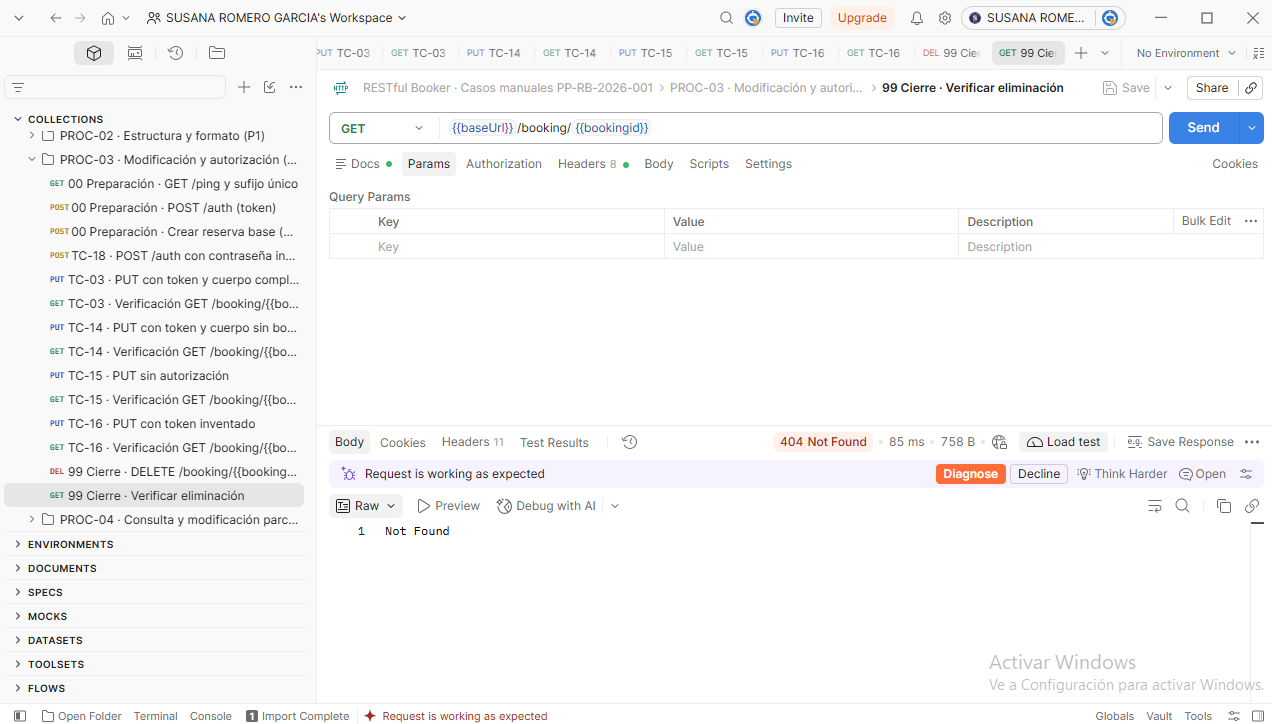 SUSANA ROMERO GARCIA's Workspace
Invite
Upgrade
SUSANA ROME...
PUT TC-03
GET TC-03
PUT TC-14
GET TC-14
PUT TC-15
GET TC-15
PUT TC-16
GET TC-16
DEL 99 Cie
GET 99 Cie
No Environment
RESTful Booker · Casos manuales PP-RB-2026-001 > PROC-03 · Modificación y autori... > 99 Cierre · Verificar eliminación
Save
Share
COLLECTIONS
PROC-02 · Estructura y formato (P1)
PROC-03 · Modificación y autorización (...
GET 00 Preparación · GET /ping y sufijo único
POST 00 Preparación · POST /auth (token)
POST 00 Preparación · Crear reserva base (...
POST TC-18 · POST /auth con contraseña in...
PUT TC-03 · PUT con token y cuerpo compl...
GET TC-03 · Verificación GET /booking/{{bo...
PUT TC-14 · PUT con token y cuerpo sin bo...
GET TC-14 · Verificación GET /booking/{{bo...
PUT TC-15 · PUT sin autorización
GET TC-15 · Verificación GET /booking/{{bo...
PUT TC-16 · PUT con token inventado
GET TC-16 · Verificación GET /booking/{{bo...
DEL 99 Cierre · DELETE /booking/{{booking...
GET 99 Cierre · Verificar eliminación
PROC-04 · Consulta y modificación parc...
ENVIRONMENTS
DOCUMENTS
SPECS
MOCKS
DATASETS
TOOLSETS
FLOWS
HTTP
GET
{{baseUrl}} /booking/ {{bookingid}}
Send
Docs
Params
Authorization
Headers 8
Body
Scripts
Settings
Cookies
Query Params
Key
Value
Description
Bulk Edit
Key
Value
Description
Body
Cookies
Headers 11
Test Results
404 Not Found
85 ms
758 B
Load test
e.g. Save Response
Request is working as expected
Diagnose
Decline
Think Harder
Open
Raw
Preview
Debug with AI
1 Not Found
Activar Windows
Ve a Configuración para activar Windows.
Open Folder
Terminal
Console
1 Import Complete
Request is working as expected
Globals
Vault
Tools